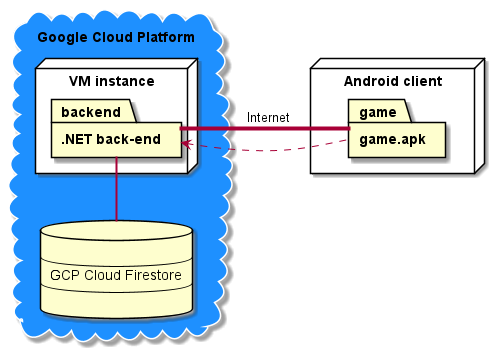 Google Cloud Platform
VM instance
backend
.NET back-end
Internet
Android client
game
game.apk
GCP Cloud Firestore